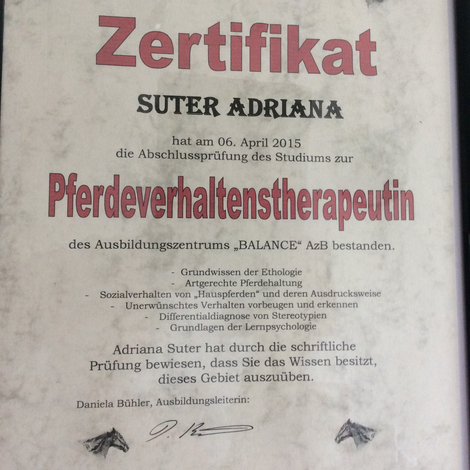 Zertifikat
SUTER ADRIANA
hat am 06. April 2015
die Abschlussprüfung des Studiums zur
Pferdeverhaltenstherapeutin
des Ausbildungszentrums „BALANCE“ AzB bestanden.
- Grundwissen der Ethologie
- Artgerechte Pferdehaltung
- Sozialverhalten von „Hauspferden“ und deren Ausdrucksweise
- Unerwünschtes Verhalten vorbeugen und erkennen
- Differentialdiagnose von Stereotypien
- Grundlagen der Lernpsychologie
Adriana Suter hat durch die schriftliche
Prüfung bewiesen, dass Sie das Wissen besitzt,
dieses Gebiet auszuüben.
Daniela Bühler, Ausbildungsleiterin: